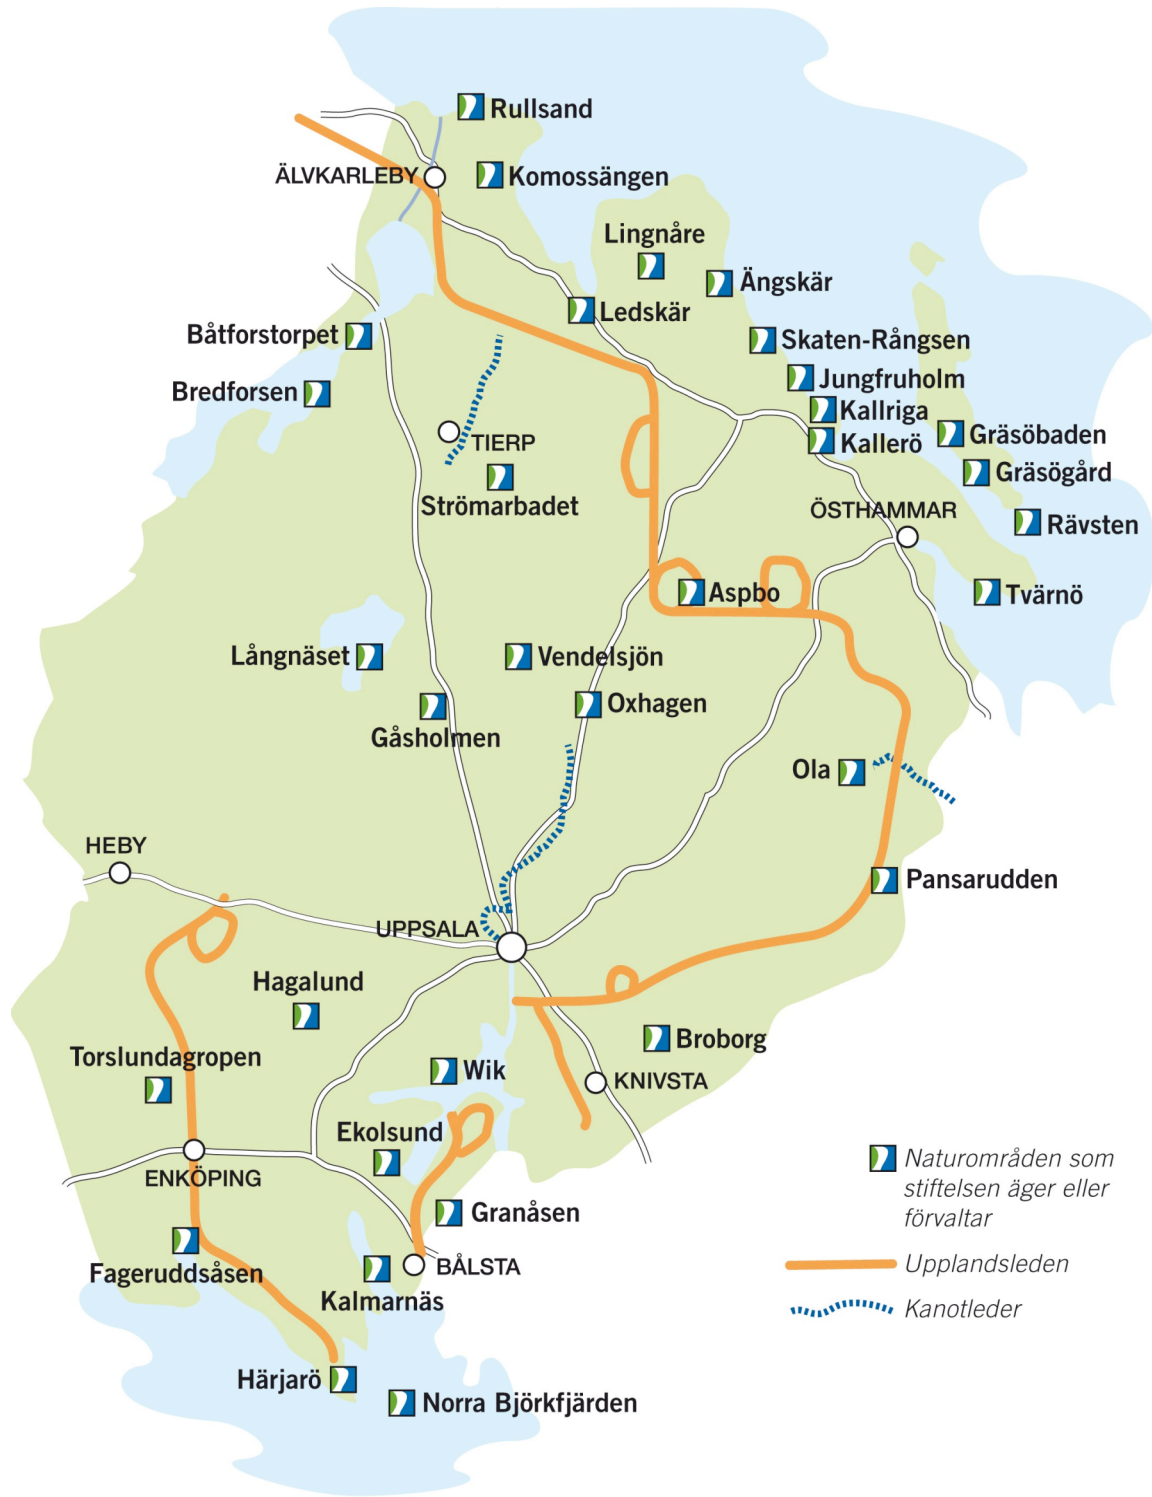 Rullsand
ÄLVKARLEBY
Komossängen
Lingnåre
Ängskär
Ledskär
Båtforstorpet
Skaten-Rångsen
Jungfruholm
Bredforsen
Kallriga
Gräsöbaden
TIERP
Kallerö
Gräsögård
Strömarbadet
ÖSTHAMMAR
Rävsten
Aspbo
Tvärnö
Långnäset
Vendelsjön
Oxhagen
Gåsholmen
Ola
HEBY
Pansarudden
UPPSALA
Hagalund
Broborg
Torslundagropen
Wik
KNIVSTA
Ekolsund
ENKÖPING
Granåsen
Fageruddsåsen
BÅLSTA
Kalmarnäs
Härjarö
Norra Björkfjärden
Naturområden som
stiftelsen äger eller
förvaltar
Upplandsleden
Kanotleder